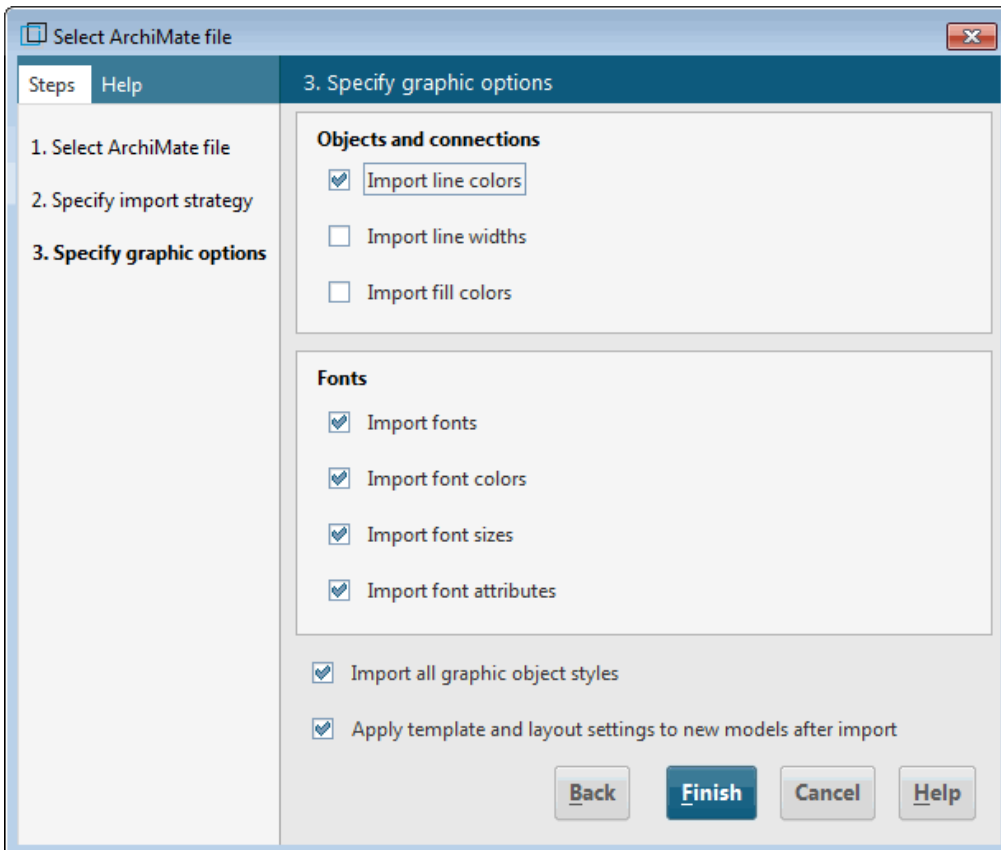 Select ArchiMate file
Steps Help
3. Specify graphic options
1. Select ArchiMate file
2. Specify import strategy
3. Specify graphic options
Objects and connections
Import line colors
Import line widths
Import fill colors
Fonts
Import fonts
Import font colors
Import font sizes
Import font attributes
Import all graphic object styles
Apply template and layout settings to new models after import
Back Finish Cancel Help